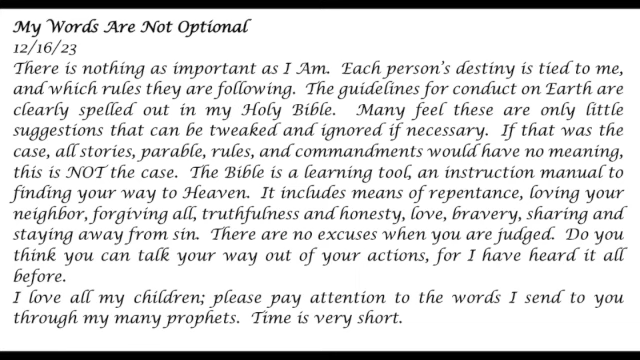 My Words Are Not Optional
12/16/23
There is nothing as important as I Am.  Each person's destiny is tied to me,
and which rules they are following.  The guidelines for conduct on Earth are
clearly spelled out in my Holy Bible.  Many feel these are only little
suggestions that can be tweaked and ignored if necessary.  If that was the
case, all stories, parable, rules, and commandments would have no meaning,
this is NOT the case.  The Bible is a learning tool, an instruction manual to
finding your way to Heaven.  It includes means of repentance, loving your
neighbor, forgiving all, truthfulness and honesty, love, bravery, sharing and
staying away from sin.  There are no excuses when you are judged.  Do you
think you can talk your way out of your actions, for I have heard it all
before.
I love all my children; please pay attention to the words I send to you
through my many prophets.  Time is very short.